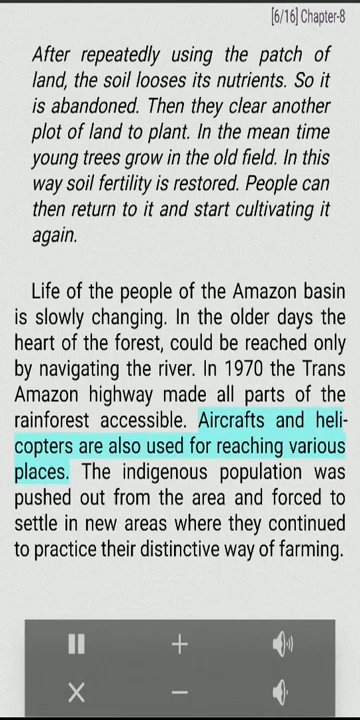 [6/16] Chapter-8
After repeatedly using the patch of
land, the soil looses its nutrients. So it
is abandoned. Then they clear another
plot of land to plant. In the mean time
young trees grow in the old field. In this
way soil fertility is restored. People can
then return to it and start cultivating it
again.
Life of the people of the Amazon basin
is slowly changing. In the older days the
heart of the forest, could be reached only
by navigating the river. In 1970 the Trans
Amazon highway made all parts of the
rainforest accessible. Aircrafts and heli-
copters are also used for reaching various
places. The indigenous population was
pushed out from the area and forced to
settle in new areas where they continued
to practice their distinctive way of farming.